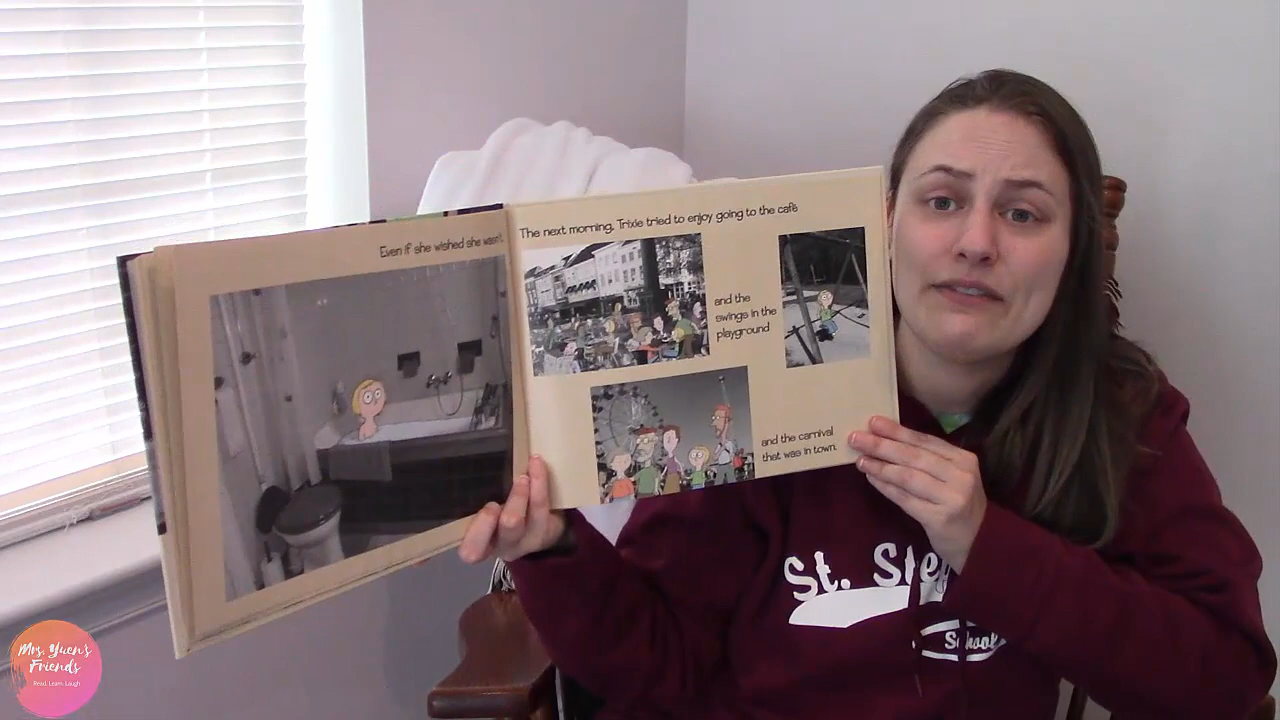 Even if she wished she wasn't.
The next morning, Trixie tried to enjoy going to the café
and the
swings in the
playground
and the carnival
that was in town.
St. Ste
School
Mrs. Yuen's
Friends
Read. Learn. Laugh